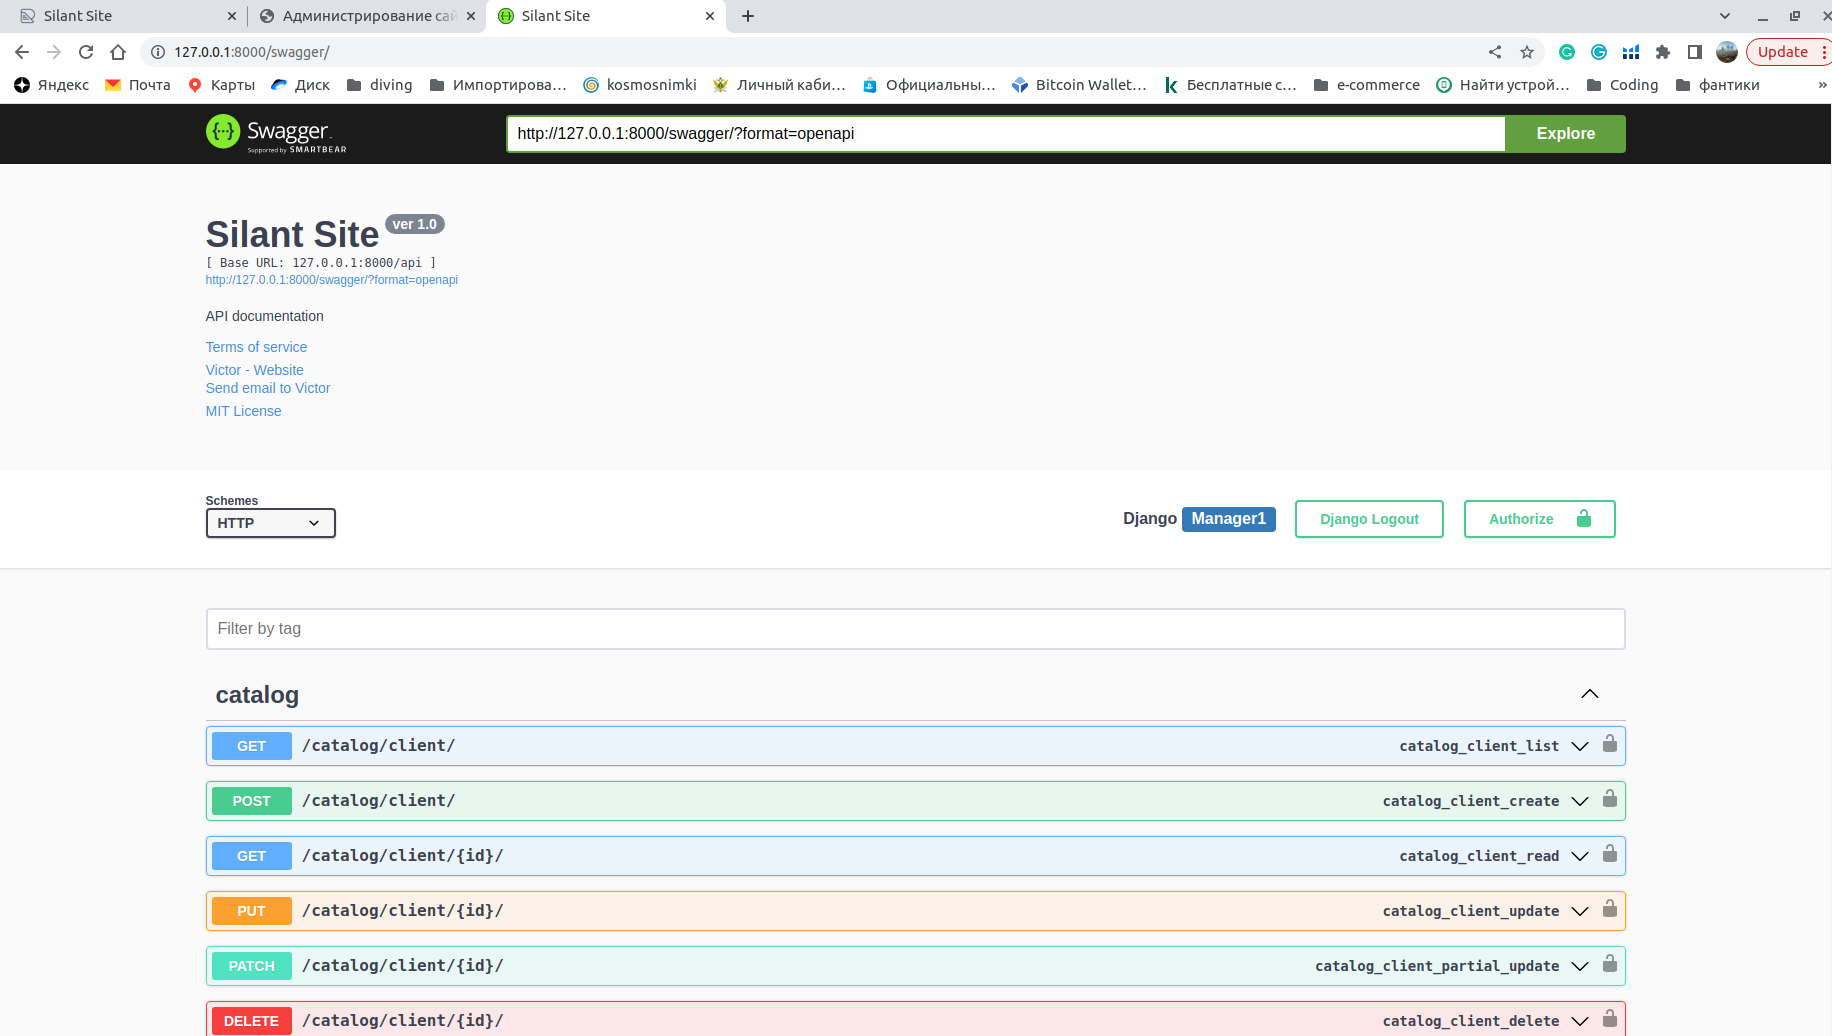 Silant Site
Администрирование сай
Silant Site
127.0.0.1:8000/swagger/
Update
Яндекс
Почта
Карты
Диск
diving
Импортирова...
kosmosnimki
Личный каби...
Официальны...
Bitcoin Wallet...
Бесплатные с...
e-commerce
Найти устрой...
Coding
фантики
»
Swagger.
Supported by SMARTBEAR
http://127.0.0.1:8000/swagger/?format=openapi
Explore
Silant Site ver 1.0
[ Base URL: 127.0.0.1:8000/api ]
http://127.0.0.1:8000/swagger/?format=openapi
API documentation
Terms of service
Victor - Website
Send email to Victor
MIT License
Schemes
HTTP
Django Manager1
Django Logout
Authorize
Filter by tag
catalog
GET /catalog/client/ catalog_client_list
POST /catalog/client/ catalog_client_create
GET /catalog/client/{id}/ catalog_client_read
PUT /catalog/client/{id}/ catalog_client_update
PATCH /catalog/client/{id}/ catalog_client_partial_update
DELETE /catalog/client/{id}/ catalog_client_delete